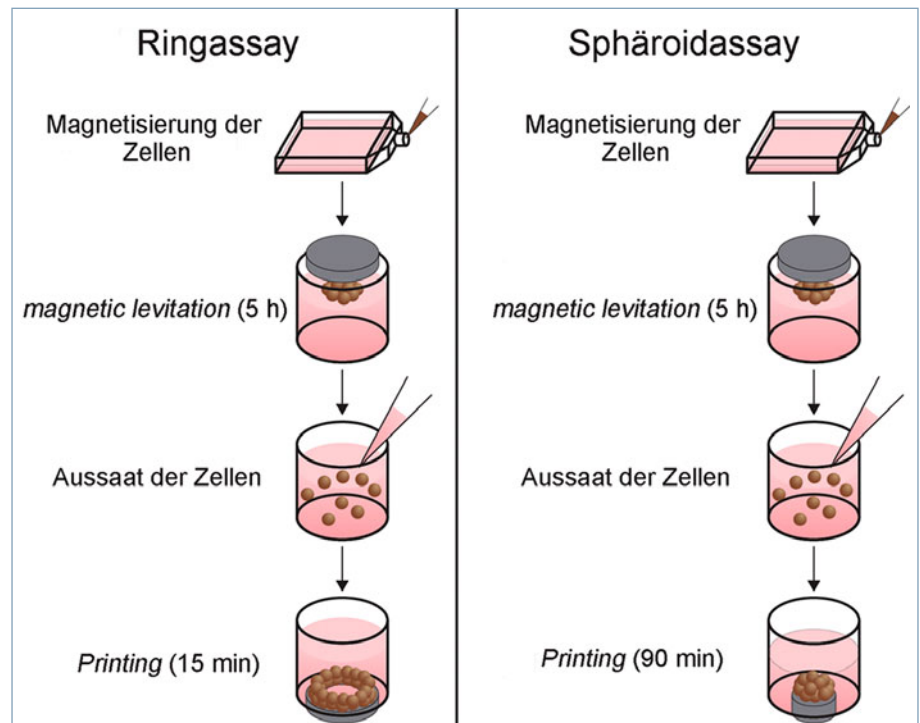 Ringassay
Magnetisierung der
Zellen
magnetic levitation (5 h)
Aussaat der Zellen
Printing (15 min)
Sphäroidassay
Magnetisierung der
Zellen
magnetic levitation (5 h)
Aussaat der Zellen
Printing (90 min)